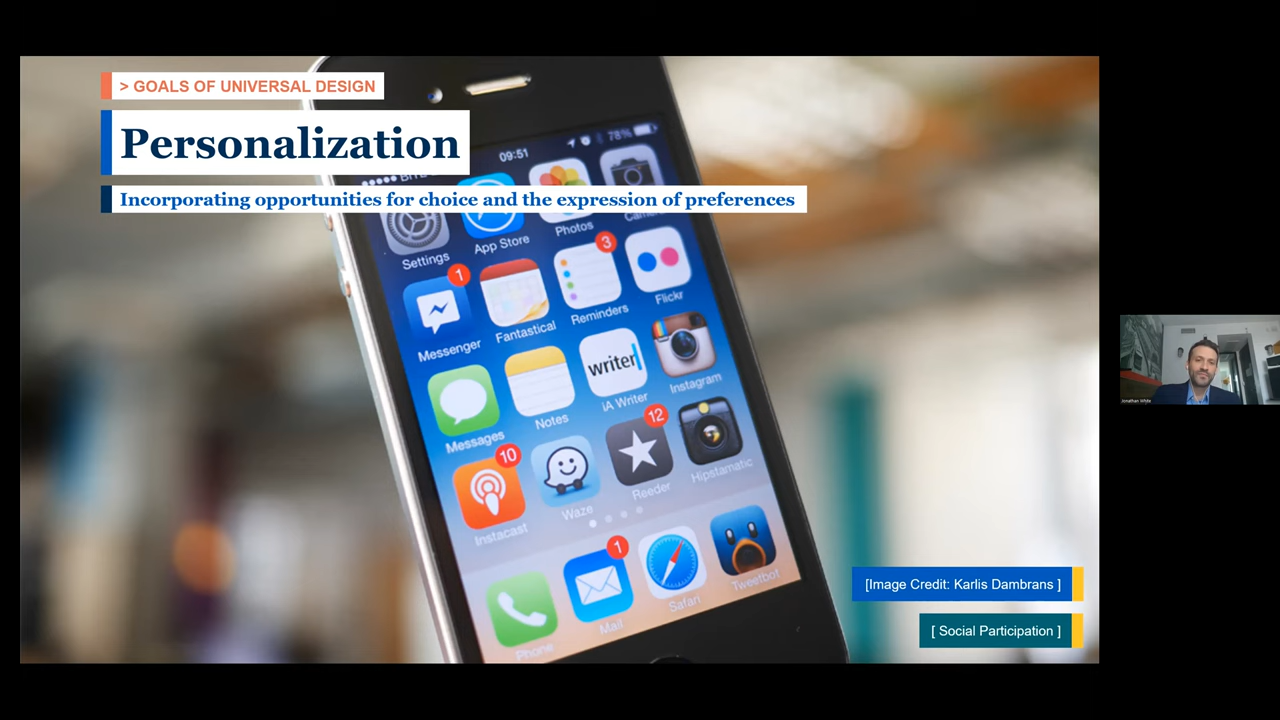 > GOALS OF UNIVERSAL DESIGN
Personalization
Incorporating opportunities for choice and the expression of preferences
09:51
78%
Settings
App Store
Photos
1
3
Messenger
Fantastical
Reminders
Flickr
writer
Messages
Notes
iA Writer
Instagram
10
12
Instacast
Waze
Reeder
Hipstamatic
1
Phone
Mail
Safari
Tweetbot
[Image Credit: Karlis Dambrans ]
[ Social Participation ]
Jonathan Whyte